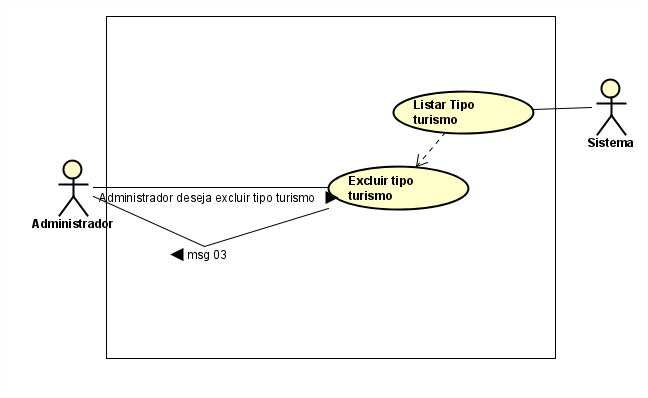 Listar Tipo
turismo
Sistema
Excluir tipo
turismo
Administrador deseja excluir tipo turismo
Administrador
msg 03